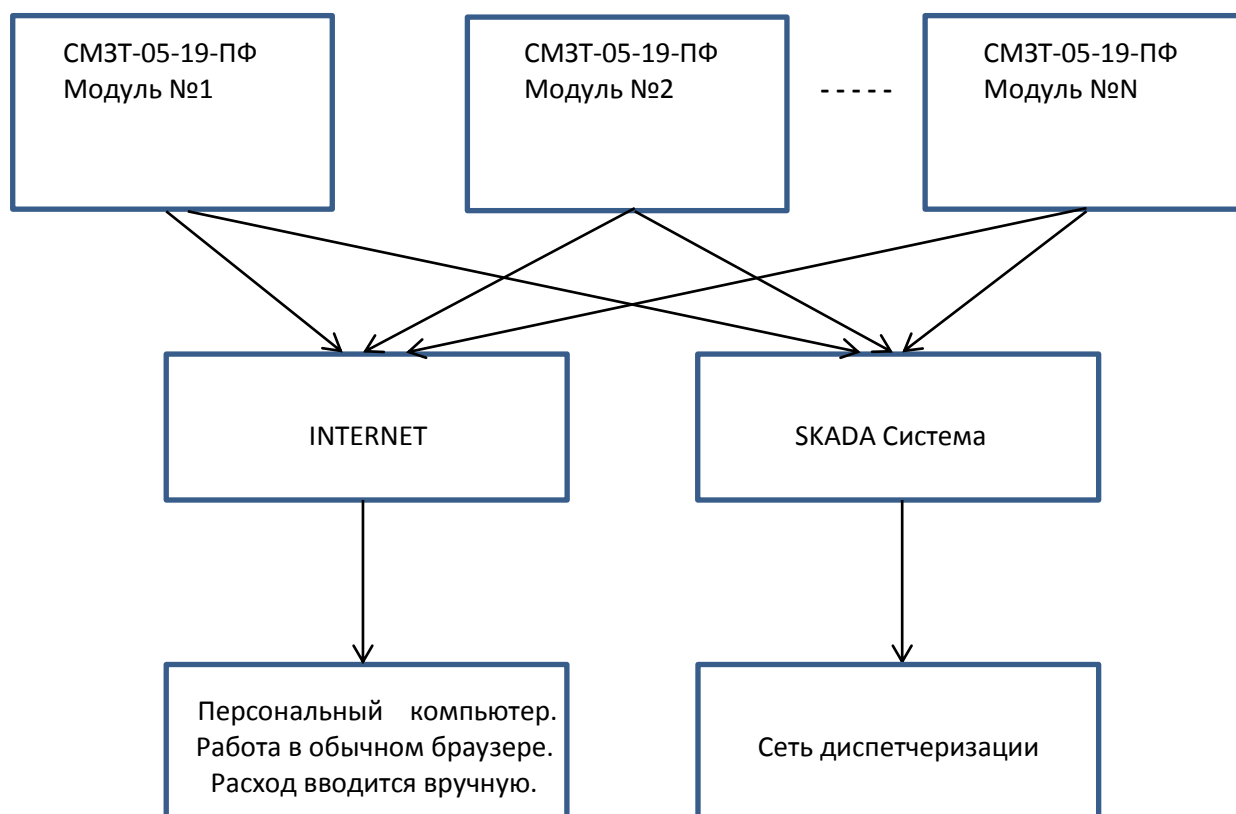 СМЗТ-05-19-ПФ
Модуль №1
СМЗТ-05-19-ПФ
Модуль №2
-----
СМЗТ-05-19-ПФ
Модуль №N
INTERNET
SKADA Система
Персональный компьютер.
Работа в обычном браузере.
Расход вводится вручную.
Сеть диспетчеризации